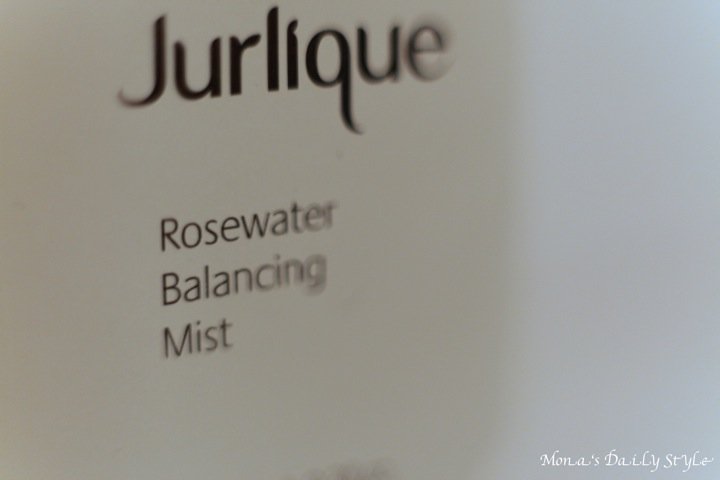 Jurlique
Rosewater
Balancing
Mist
Mona's Daily Style